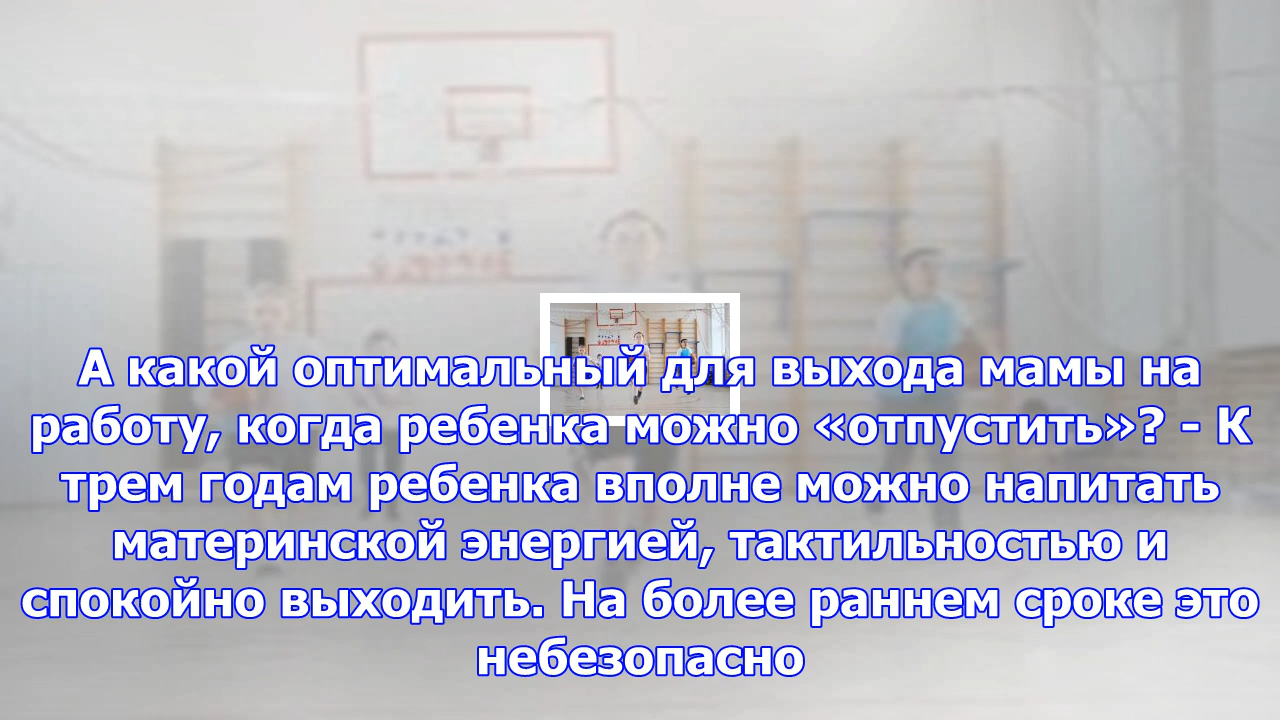 А какой оптимальный для выхода мамы на
работу, когда ребенка можно «отпустить»? - К
трем годам ребенка вполне можно напитать
материнской энергией, тактильностью и
спокойно выходить. На более раннем сроке это
небезопасно